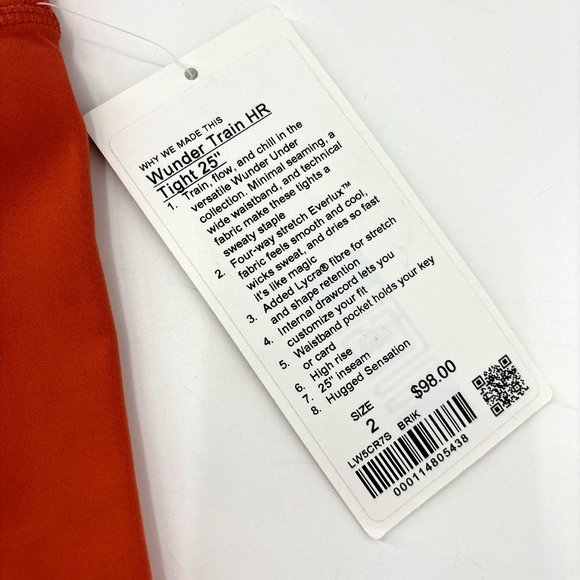 WHY WE MADE THIS
Wunder Train HR
Tight 25"
1. Train, flow, and chill in the
versatile Wunder Under
collection. Minimal seaming, a
wide waistband, and technical
fabric make these tights a
sweaty staple
2. Four-way stretch Everlux™
fabric feels smooth and cool,
wicks sweat, and dries so fast
it's like magic
3. Added Lycra® fibre for stretch
and shape retention
4. Internal drawcord lets you
customize your fit
5. Waistband pocket holds your key
or card
6. High rise
7. 25" inseam
8. Hugged Sensation
SIZE
2
$98.00
LW5CR7S BRIK
000114805438